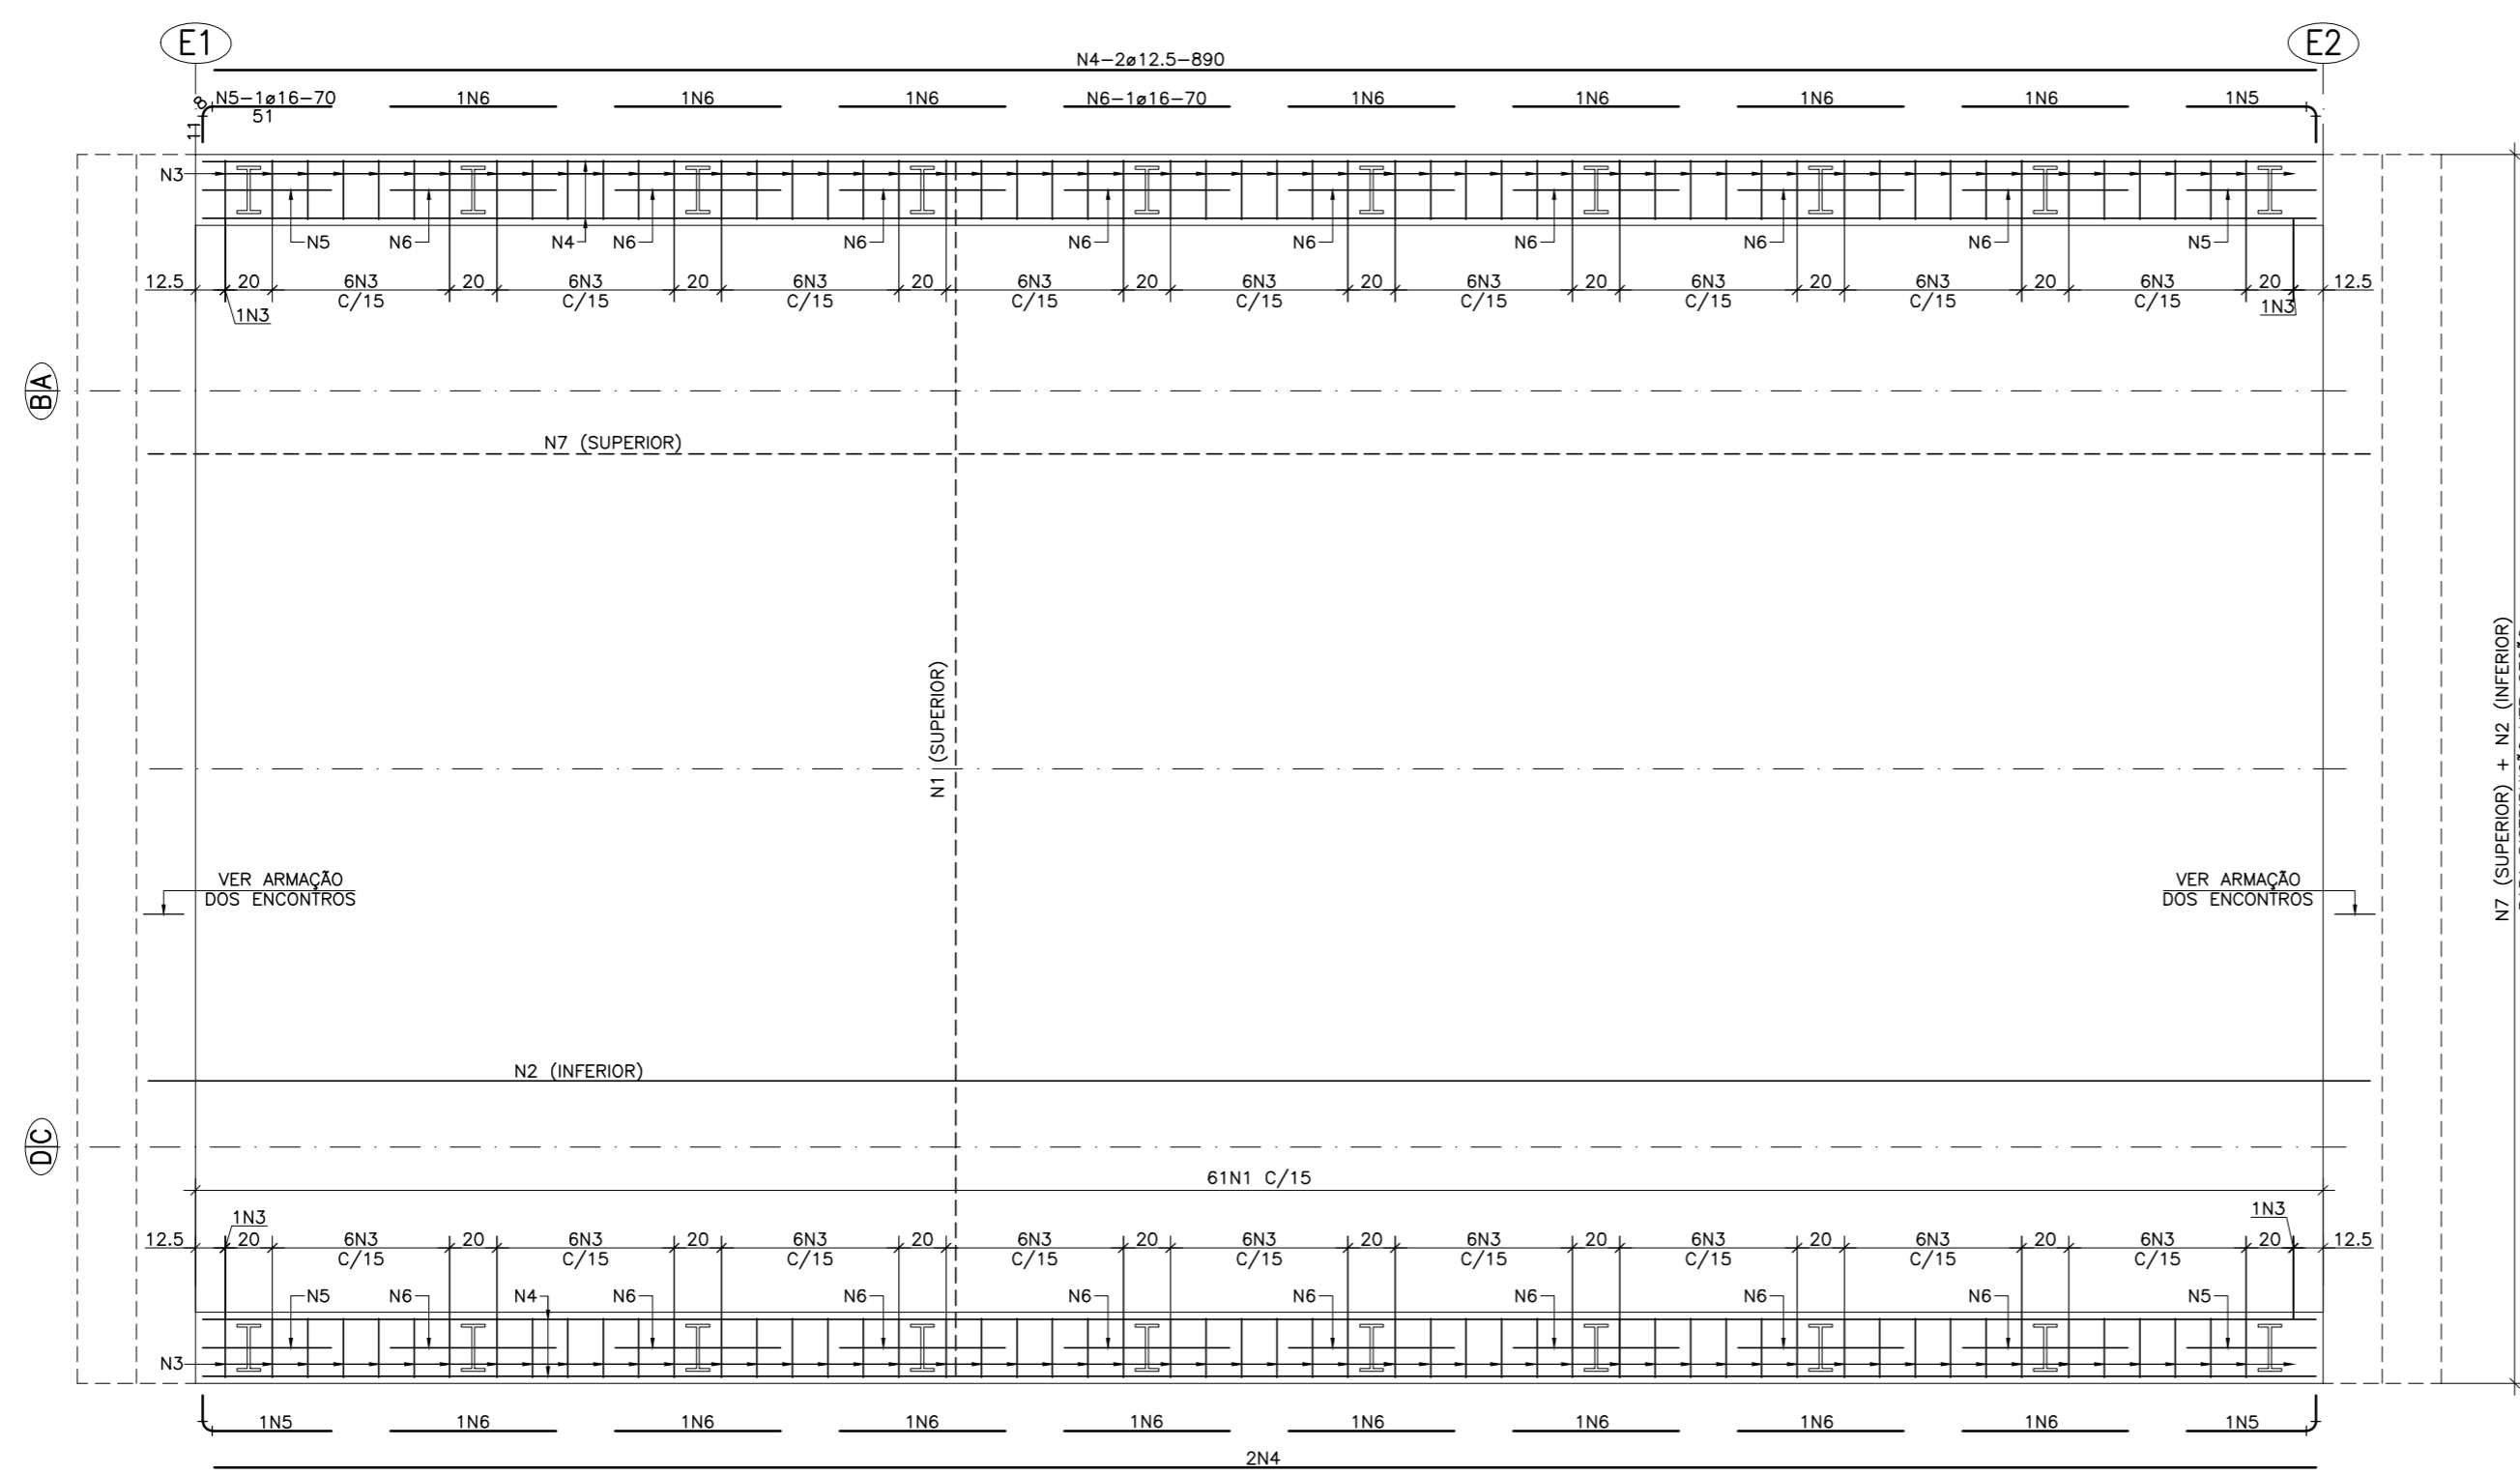 E1
E2
N4-2ø12.5-890
N5-1ø16-70
1N6
1N6
1N6
N6-1ø16-70
1N6
1N6
1N6
1N6
1N5
8
51
11
N3
N5
N6
N4
N6
N6
N6
N6
N6
N6
N6
N5
12.5
20
6N3
C/15
20
6N3
C/15
20
6N3
C/15
20
6N3
C/15
20
6N3
C/15
20
6N3
C/15
20
6N3
C/15
20
6N3
C/15
20
6N3
C/15
20
12.5
1N3
1N3
BA
N7 (SUPERIOR)
N1 (SUPERIOR)
N7 (SUPERIOR) + N2 (INFERIOR)
VER ARMAÇÃO
DOS ENCONTROS
VER ARMAÇÃO
DOS ENCONTROS
N2 (INFERIOR)
DC
61N1 C/15
1N3
1N3
12.5
20
6N3
C/15
20
6N3
C/15
20
6N3
C/15
20
6N3
C/15
20
6N3
C/15
20
6N3
C/15
20
6N3
C/15
20
6N3
C/15
20
6N3
C/15
20
12.5
N5
N6
N4
N6
N6
N6
N6
N6
N6
N6
N5
N3
1N5
1N6
1N6
1N6
1N6
1N6
1N6
1N6
1N6
1N5
2N4